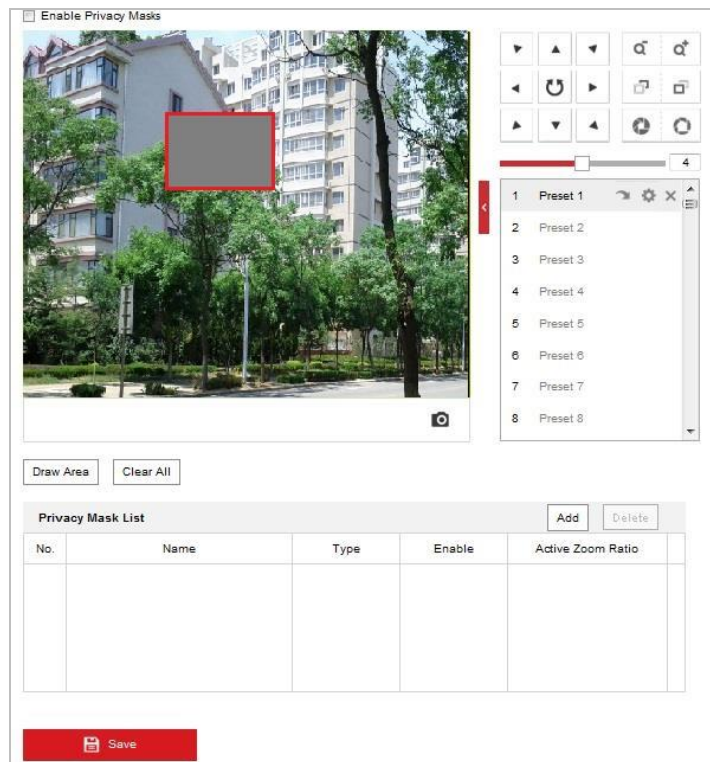 Enable Privacy Masks
4
1 Preset 1
2 Preset 2
3 Preset 3
4 Preset 4
5 Preset 5
6 Preset 6
7 Preset 7
8 Preset 8
Draw Area Clear All
Privacy Mask List Add Delete
No. Name Type Enable Active Zoom Ratio
Save